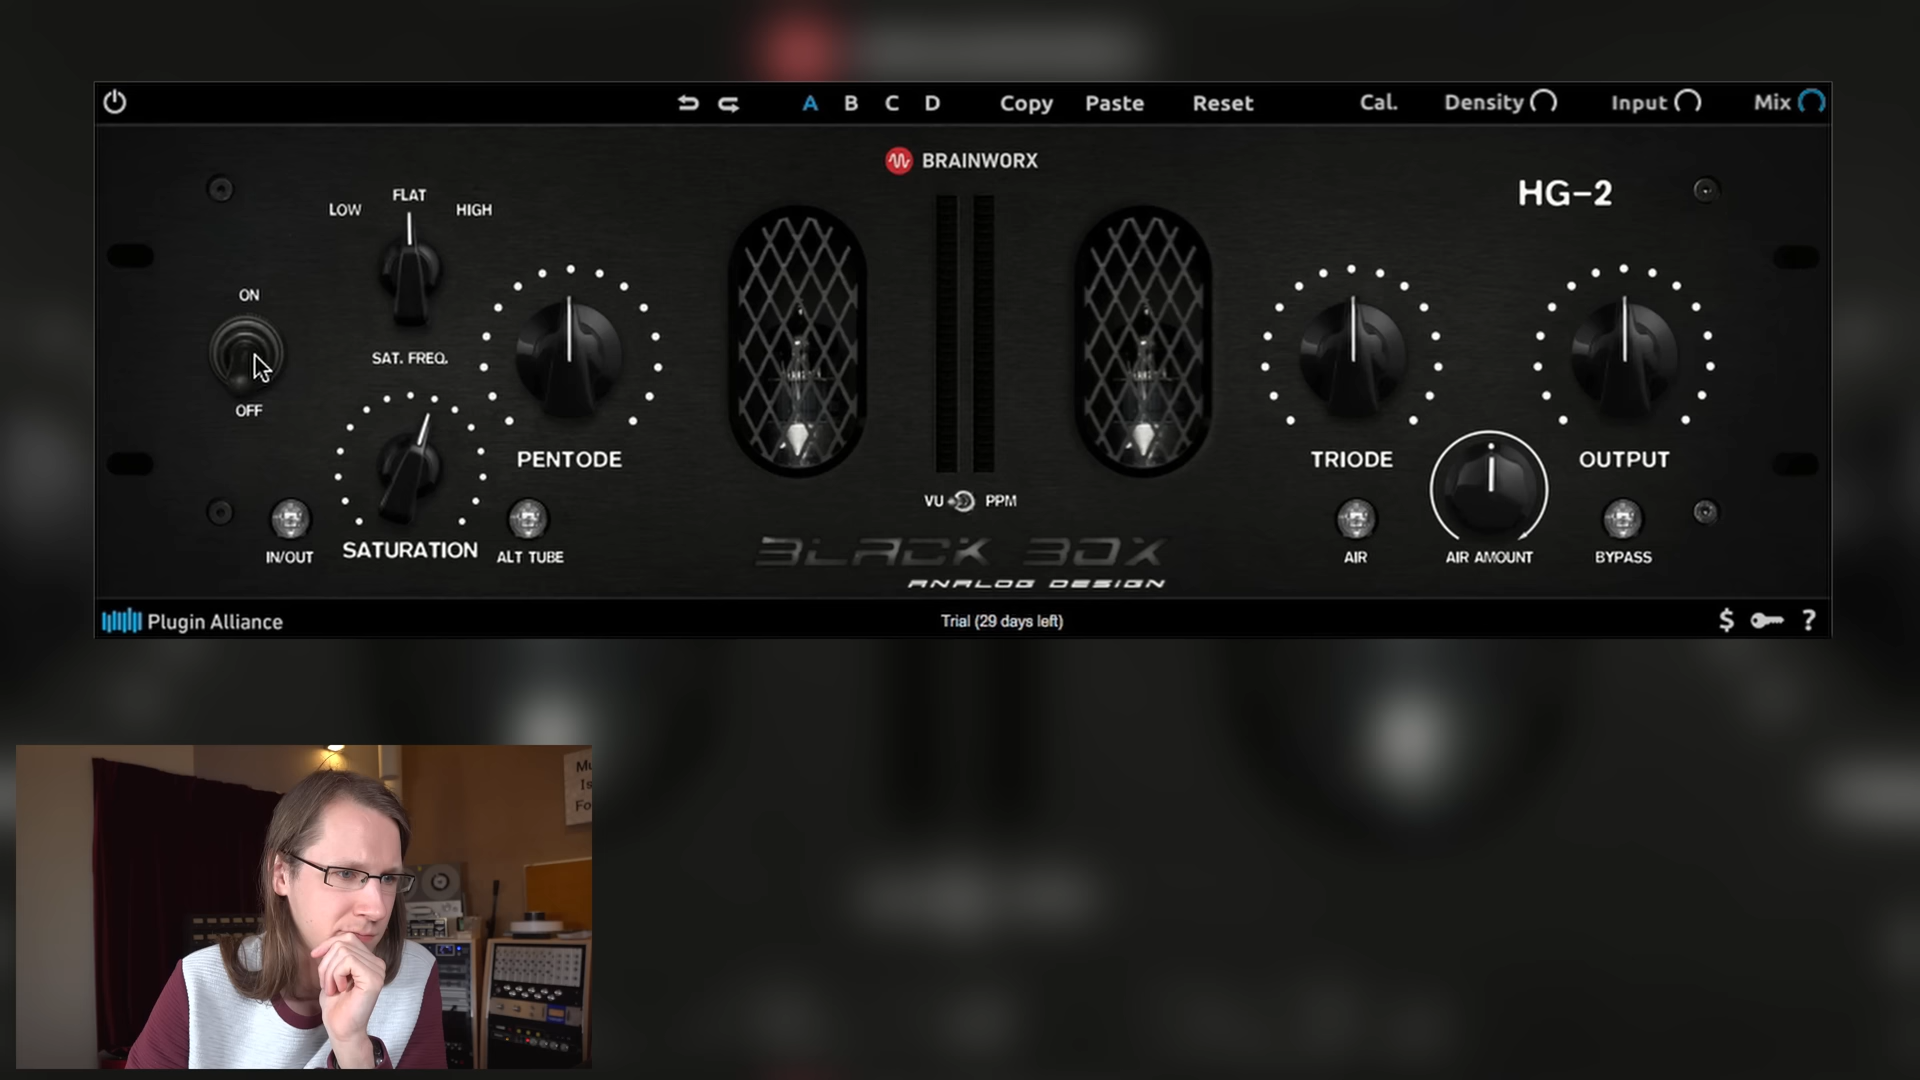 A B C D Copy Paste Reset Cal. Density Input Mix
BRAINWORX
HG-2
LOW FLAT HIGH
ON
OFF
SAT. FREQ.
PENTODE
SATURATION
IN/OUT
ALT TUBE
VU PPM
BLACK BOX
ANALOG DESIGN
TRIODE
OUTPUT
AIR
AIR AMOUNT
BYPASS
Plugin Alliance
Trial (29 days left)
$ ?